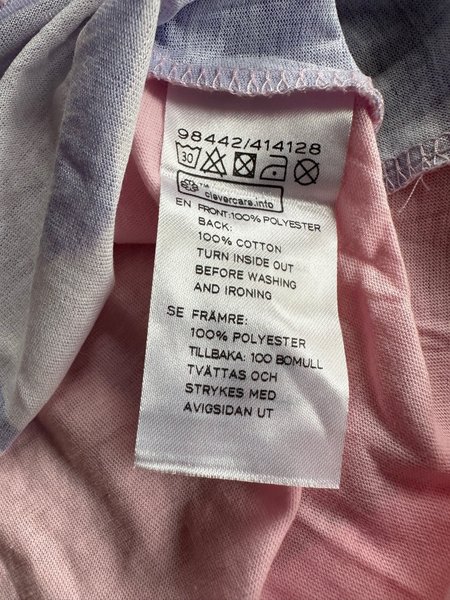 98442/414128
30
™
clevercare.info
EN FRONT:100% POLYESTER
BACK:
100% COTTON
TURN INSIDE OUT
BEFORE WASHING
AND IRONING
SE FRÄMRE:
100% POLYESTER
TILLBAKA: 100 BOMULL
TVÄTTAS OCH
STRYKES MED
AVIGSIDAN UT